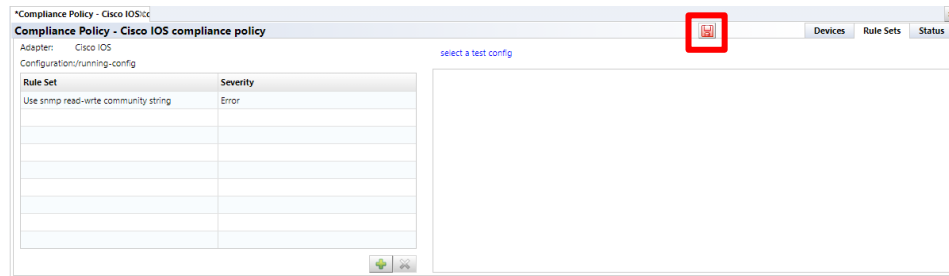 *Compliance Policy - Cisco IOS
Compliance Policy - Cisco IOS compliance policy
Devices Rule Sets Status
Adapter: Cisco IOS
select a test config
Configuration:/running-config
Rule Set Severity
Use snmp read-wrte community string Error